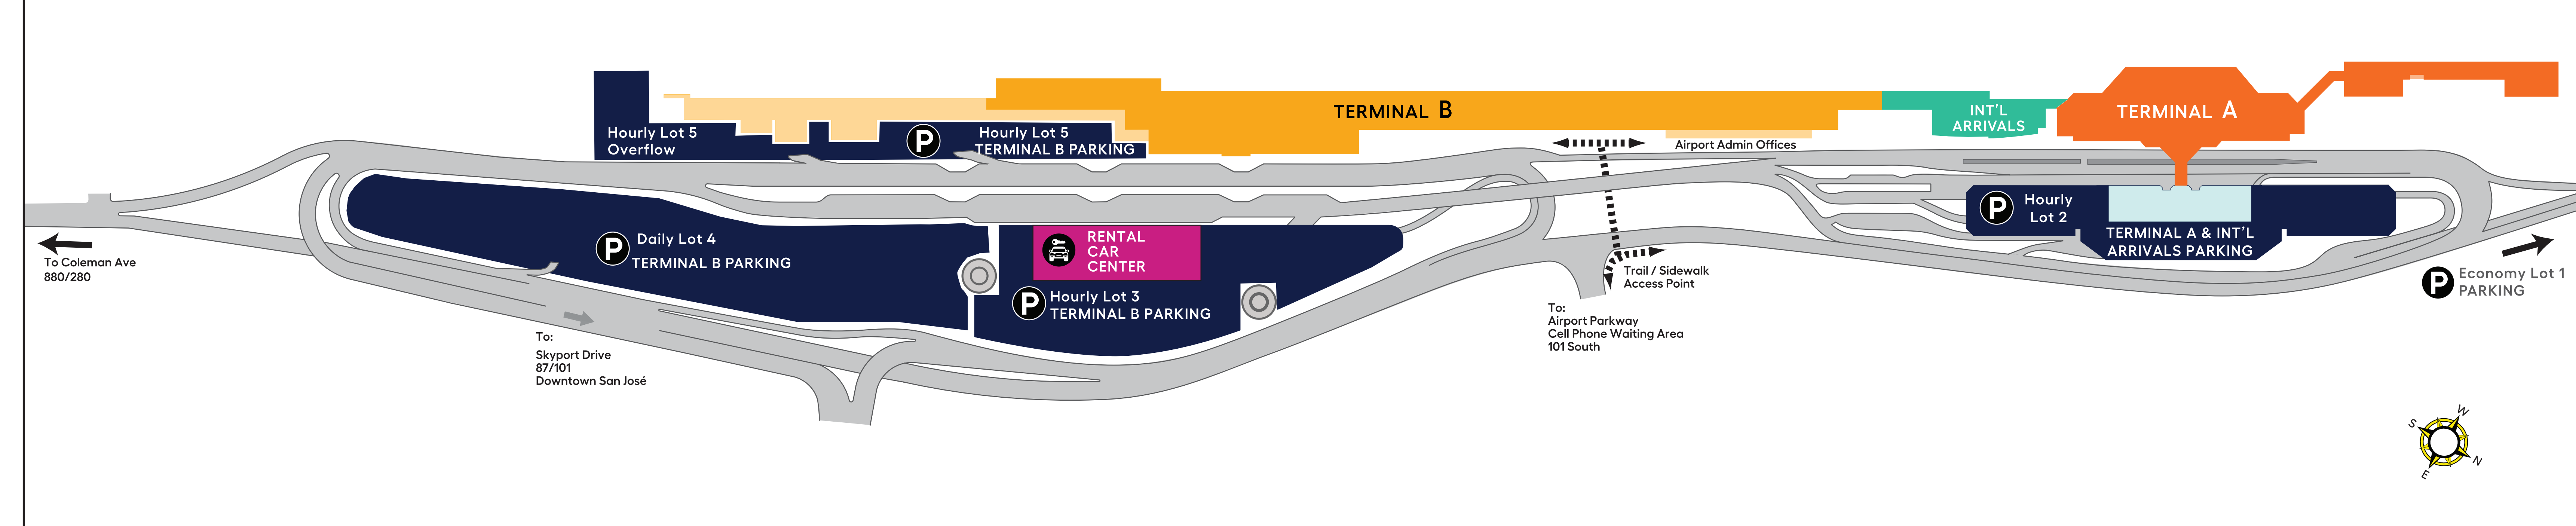 Hourly Lot 5
Overflow
P
Hourly Lot 5
TERMINAL B PARKING
TERMINAL B
Airport Admin Offices
INT'L
ARRIVALS
TERMINAL A
To Coleman Ave
880/280
P
Daily Lot 4
TERMINAL B PARKING
RENTAL
CAR
CENTER
P
Hourly Lot 3
TERMINAL B PARKING
P
Hourly
Lot 2
TERMINAL A & INT'L
ARRIVALS PARKING
Trail / Sidewalk
Access Point
P
Economy Lot 1
PARKING
To:
Airport Parkway
Cell Phone Waiting Area
101 South
To:
Skyport Drive
87/101
Downtown San José
W
S
N
E